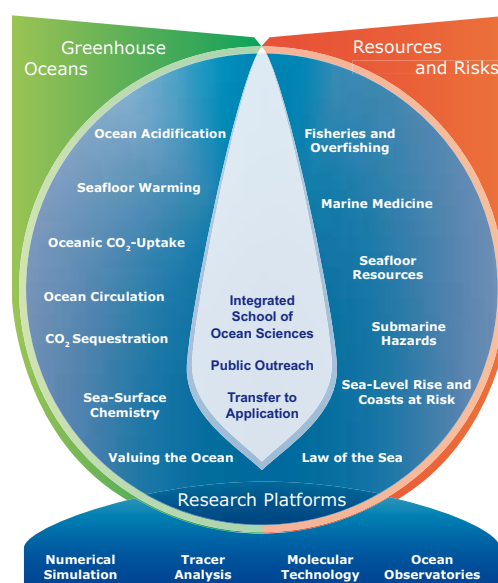 Greenhouse
Oceans
Resources
and Risks
Ocean Acidification
Seafloor Warming
Oceanic CO₂-Uptake
Ocean Circulation
CO₂ Sequestration
Sea-Surface
Chemistry
Valuing the Ocean
Integrated
School of
Ocean Sciences
Public Outreach
Transfer to
Application
Fisheries and
Overfishing
Marine Medicine
Seafloor
Resources
Submarine
Hazards
Sea-Level Rise and
Coasts at Risk
Law of the Sea
Research Platforms
Numerical
Simulation
Tracer
Analysis
Molecular
Technology
Ocean
Observatories